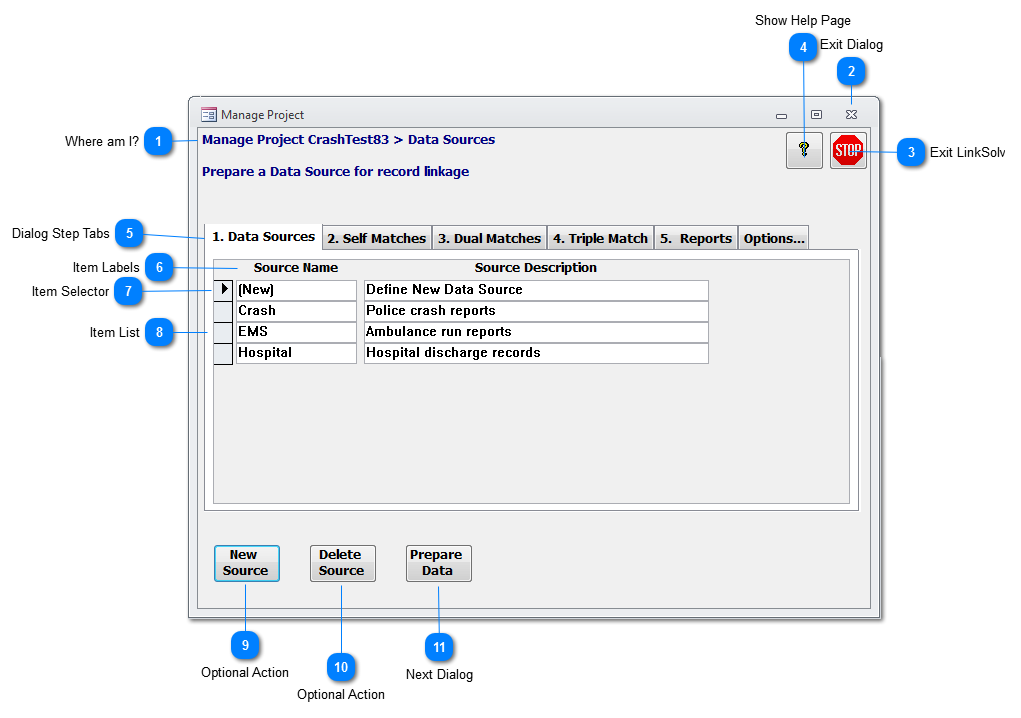 Show Help Page
4
Exit Dialog
2
Manage Project
Where am I?
1
Manage Project CrashTest83 > Data Sources
?
STOP
3
Exit LinkSolv
Prepare a Data Source for record linkage
Dialog Step Tabs
5
1. Data Sources
2. Self Matches
3. Dual Matches
4. Triple Match
5. Reports
Options...
Item Labels
6
Source Name
Source Description
Item Selector
7
(New)
Define New Data Source
Crash
Police crash reports
Item List
8
EMS
Ambulance run reports
Hospital
Hospital discharge records
New Source
Delete Source
Prepare Data
9
Optional Action
10
Optional Action
11
Next Dialog